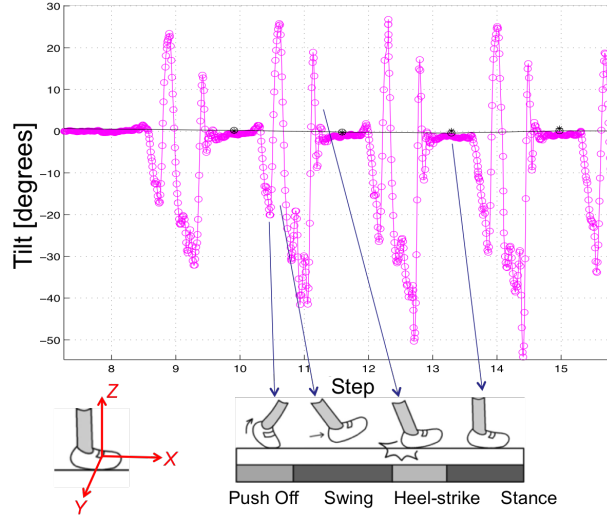 30
20
10
0
−10
−20
−30
−40
−50
Tilt [degrees]
8 9 10 11 12 13 14 15
Step
Z
X
Y
Push Off Swing Heel-strike Stance